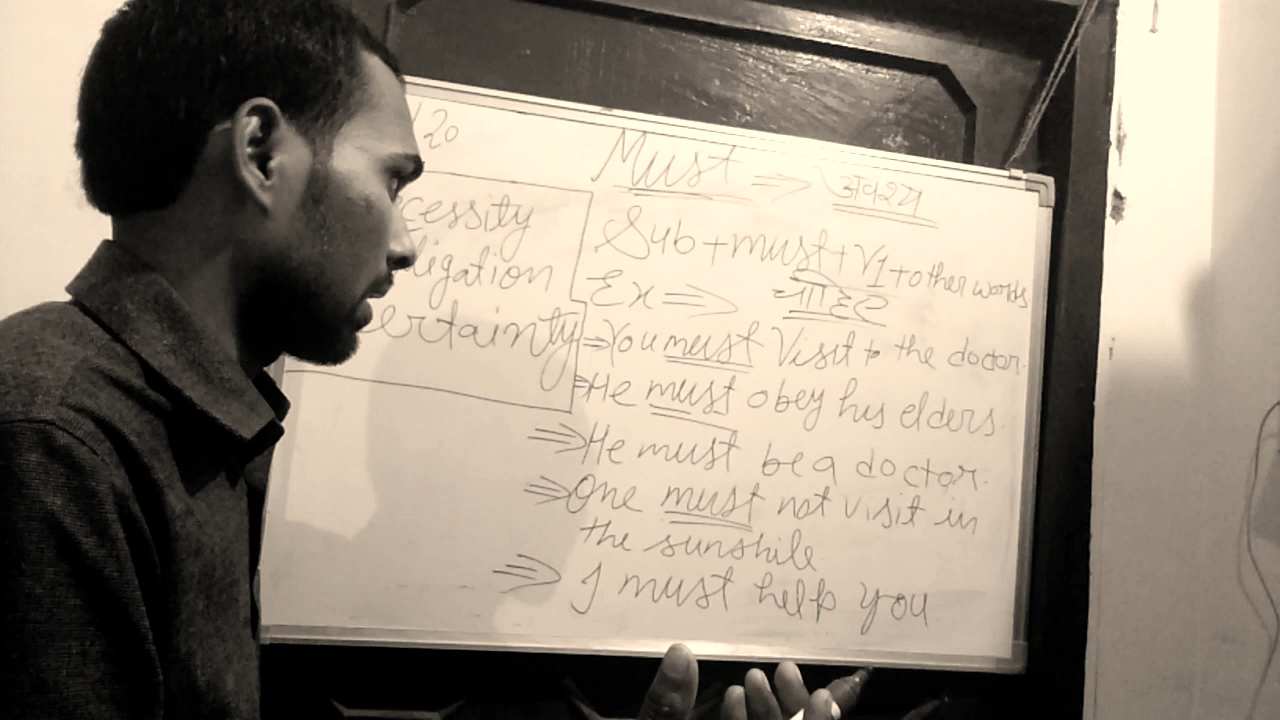 /20
Must ⇒ अवश्य
cessity
ligation
ertainty
Sub+must+V1+other words
Ex ⇒ चाहिए
⇒You must Visit to the doctor.
⇒He must obey his elders.
⇒He must be a doctor.
⇒One must not visit in
the sunshile.
⇒ I must help you